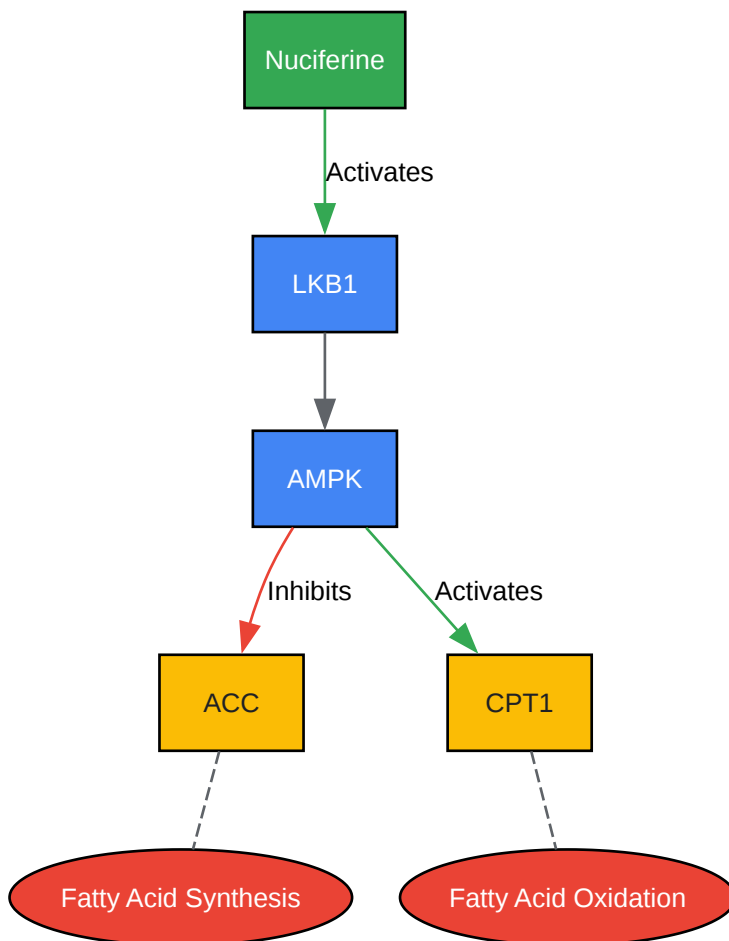 Nuciferine
Activates
LKB1
AMPK
Inhibits
Activates
ACC
CPT1
Fatty Acid Synthesis
Fatty Acid Oxidation